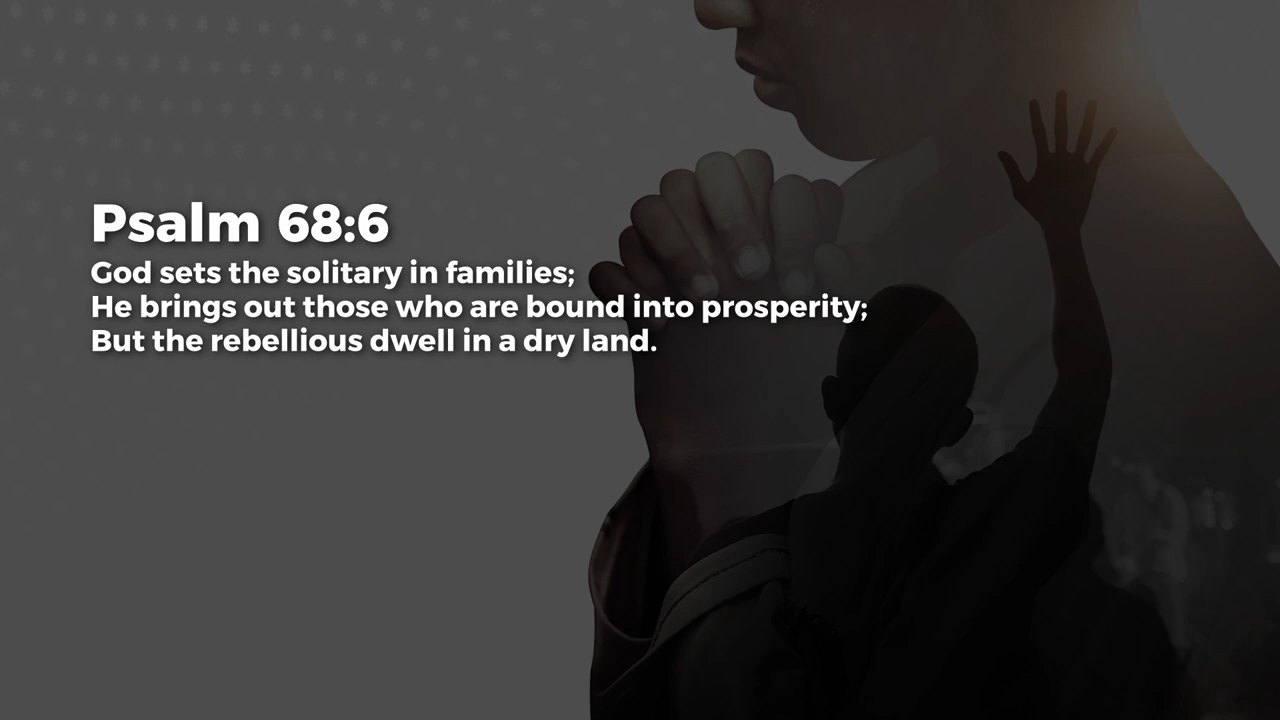 Psalm 68:6
God sets the solitary in families;
He brings out those who are bound into prosperity;
But the rebellious dwell in a dry land.